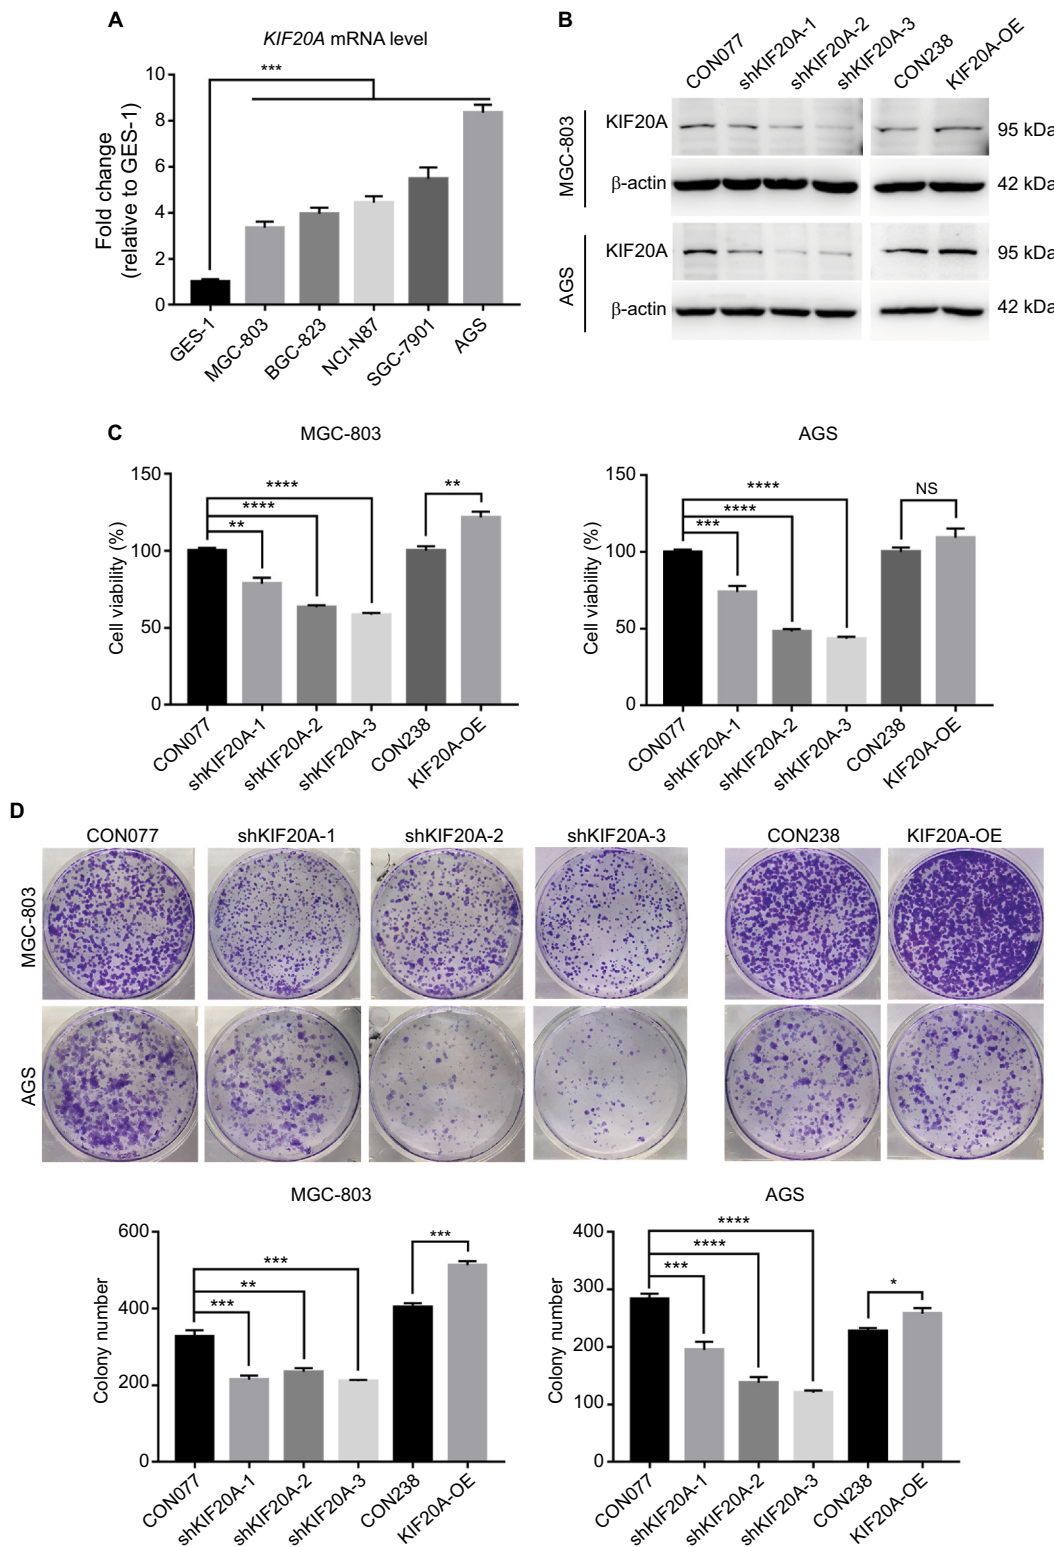 A
KIF20A mRNA level
Fold change
(relative to GES-1)
10
8
6
4
2
0
***
GES-1
MGC-803
BGC-823
NCI-N87
SGC-7901
AGS
B
CON077
shKIF20A-1
shKIF20A-2
shKIF20A-3
CON238
KIF20A-OE
MGC-803
KIF20A
95 kDa
β-actin
42 kDa
AGS
KIF20A
95 kDa
β-actin
42 kDa
C
MGC-803
Cell viability (%)
150
100
50
0
****
****
**
**
CON077
shKIF20A-1
shKIF20A-2
shKIF20A-3
CON238
KIF20A-OE
AGS
Cell viability (%)
150
100
50
0
****
****
***
NS
CON077
shKIF20A-1
shKIF20A-2
shKIF20A-3
CON238
KIF20A-OE
D
CON077
shKIF20A-1
shKIF20A-2
shKIF20A-3
CON238
KIF20A-OE
MGC-803
AGS
MGC-803
Colony number
600
400
200
0
***
**
***
***
CON077
shKIF20A-1
shKIF20A-2
shKIF20A-3
CON238
KIF20A-OE
AGS
Colony number
400
300
200
100
0
****
****
***
*
CON077
shKIF20A-1
shKIF20A-2
shKIF20A-3
CON238
KIF20A-OE